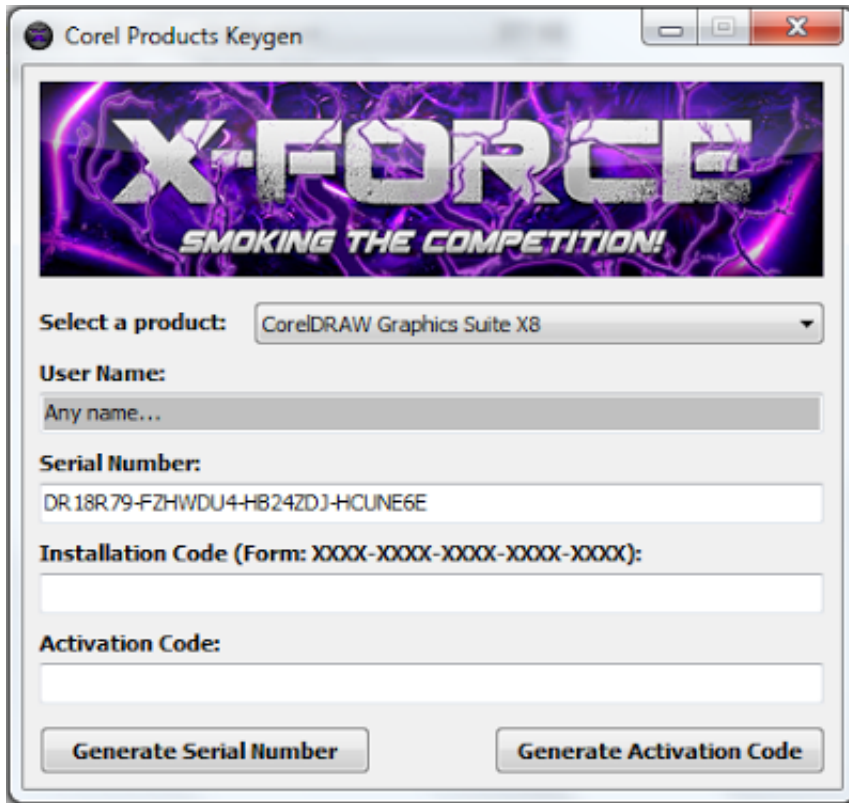 Corel Products Keygen
X-FORCE
SMOKING THE COMPETITION!
Select a product: CorelDRAW Graphics Suite X8
User Name:
Any name...
Serial Number:
DR18R79-FZHWDU4-HB24ZDJ-HCUNE6E
Installation Code (Form: XXXX-XXXX-XXXX-XXXX-XXXX):
Activation Code:
Generate Serial Number Generate Activation Code